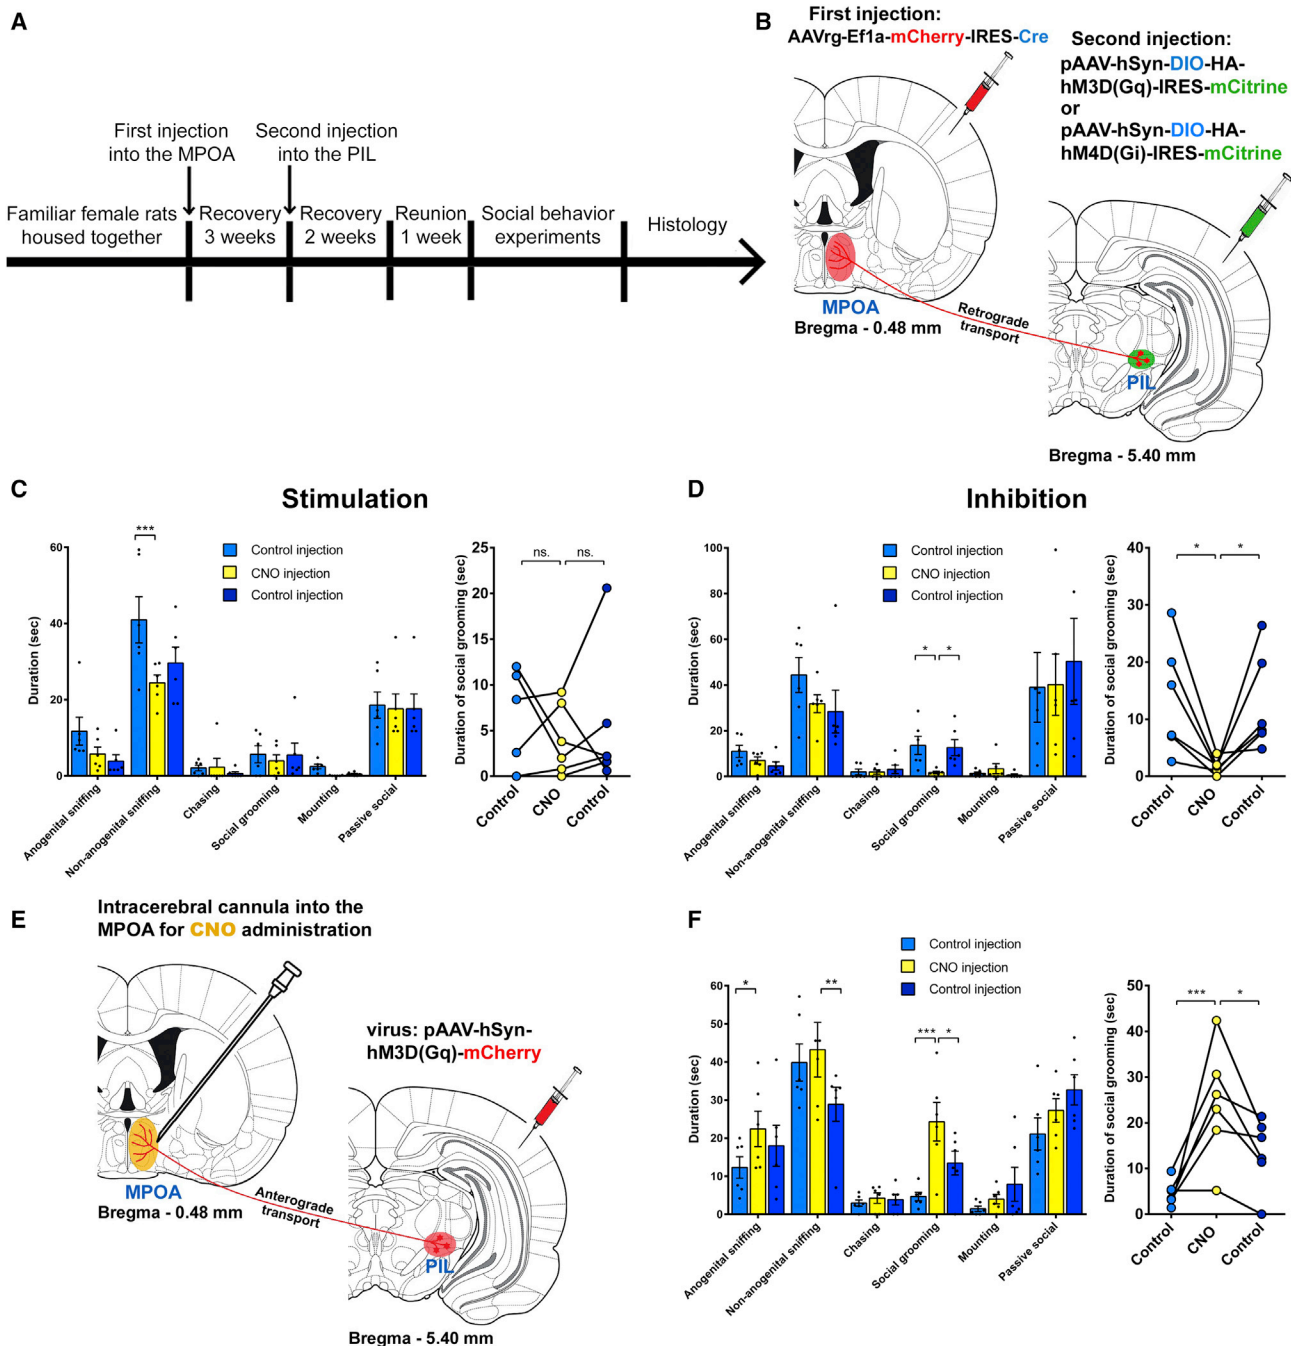 A
First injection
into the MPOA
Second injection
into the PIL
Familiar female rats
housed together
Recovery
3 weeks
Recovery
2 weeks
Reunion
1 week
Social behavior
experiments
Histology
B
First injection:
AAVrg-Ef1a-mCherry-IRES-Cre
Second injection:
pAAV-hSyn-DIO-HA-
hM3D(Gq)-IRES-mCitrine
or
pAAV-hSyn-DIO-HA-
hM4D(Gi)-IRES-mCitrine
MPOA
Bregma - 0.48 mm
Retrograde
transport
PIL
Bregma - 5.40 mm
C
Stimulation
Duration (sec)
60
40
20
0
***
Control injection
CNO injection
Control injection
Anogenital sniffing
Non-anogenital sniffing
Chasing
Social grooming
Mounting
Passive social
Duration of social grooming (sec)
25
20
15
10
5
0
ns.
ns.
Control
CNO
Control
D
Inhibition
Duration (sec)
100
80
60
40
20
0
Control injection
CNO injection
Control injection
*
*
Anogenital sniffing
Non-anogenital sniffing
Chasing
Social grooming
Mounting
Passive social
Duration of social grooming (sec)
40
30
20
10
0
*
*
Control
CNO
Control
E
Intracerebral cannula into the
MPOA for CNO administration
MPOA
Bregma - 0.48 mm
virus: pAAV-hSyn-
hM3D(Gq)-mCherry
Anterograde
transport
PIL
Bregma - 5.40 mm
F
Control injection
CNO injection
Control injection
Duration (sec)
60
50
40
30
20
10
0
*
**
***
*
Anogenital sniffing
Non-anogenital sniffing
Chasing
Social grooming
Mounting
Passive social
Duration of social grooming (sec)
50
40
30
20
10
0
***
*
Control
CNO
Control